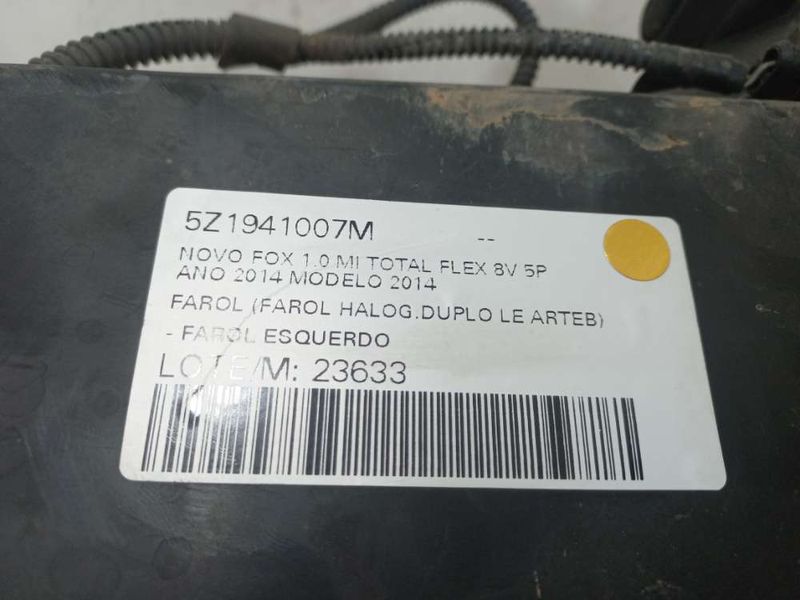 5Z1941007M --
NOVO FOX 1.0 MI TOTAL FLEX 8V 5P
ANO 2014 MODELO 2014
FAROL (FAROL HALOG.DUPLO LE ARTEB)
- FAROL ESQUERDO
LOTE/M: 23633